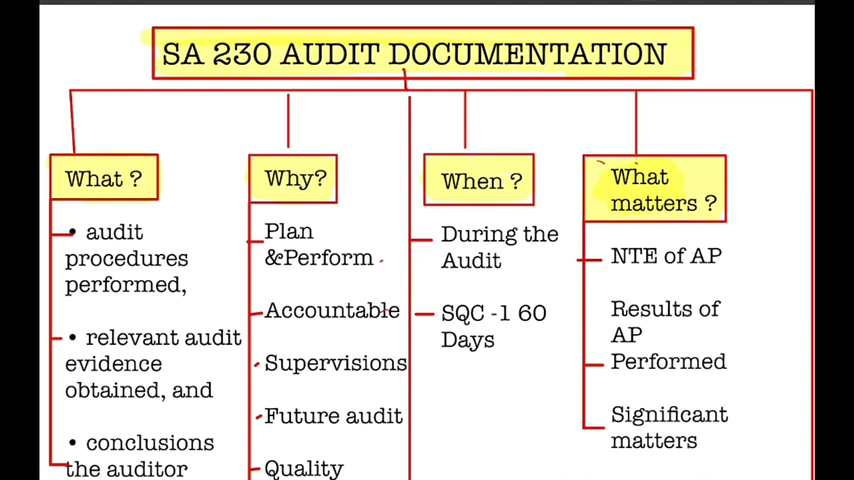 SA 230 AUDIT DOCUMENTATION
What ?
• audit
procedures
performed,
• relevant audit
evidence
obtained, and
• conclusions
the auditor
Why?
Plan
&Perform
Accountable
Supervisions
Future audit
Quality
When ?
During the
Audit
SQC -1 60
Days
What
matters ?
NTE of AP
Results of
AP
Performed
Significant
matters